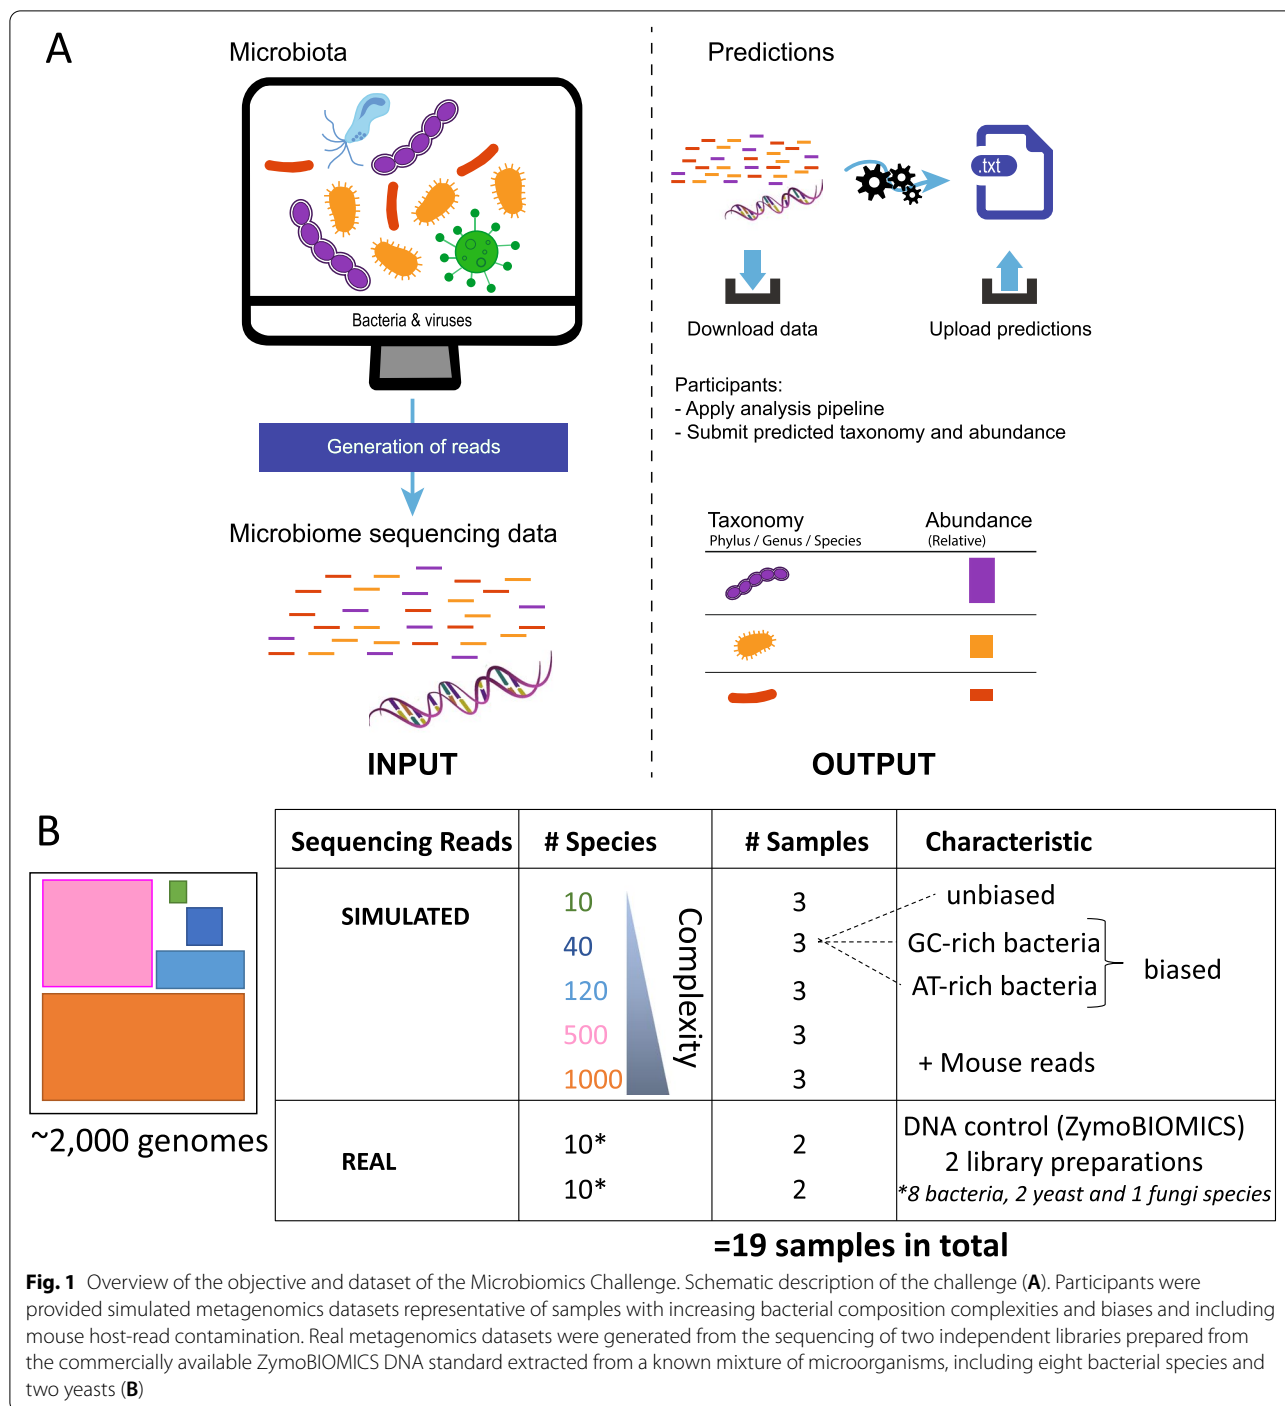 A
Microbiota
Bacteria & viruses
Generation of reads
Microbiome sequencing data
INPUT
Predictions
.txt
Download data
Upload predictions
Participants:
- Apply analysis pipeline
- Submit predicted taxonomy and abundance
Taxonomy Abundance
Phylus / Genus / Species (Relative)
OUTPUT
B
~2,000 genomes
Sequencing Reads # Species # Samples Characteristic
SIMULATED
10 3 unbiased
40 3 GC-rich bacteria
120 3 AT-rich bacteria
biased
500 3
1000 3
+ Mouse reads
Complexity
REAL
10* 2
10* 2
DNA control (ZymoBIOMICS)
2 library preparations
*8 bacteria, 2 yeast and 1 fungi species
=19 samples in total
Fig. 1 Overview of the objective and dataset of the Microbiomics Challenge. Schematic description of the challenge (A). Participants were
provided simulated metagenomics datasets representative of samples with increasing bacterial composition complexities and biases and including
mouse host-read contamination. Real metagenomics datasets were generated from the sequencing of two independent libraries prepared from
the commercially available ZymoBIOMICS DNA standard extracted from a known mixture of microorganisms, including eight bacterial species and
two yeasts (B)